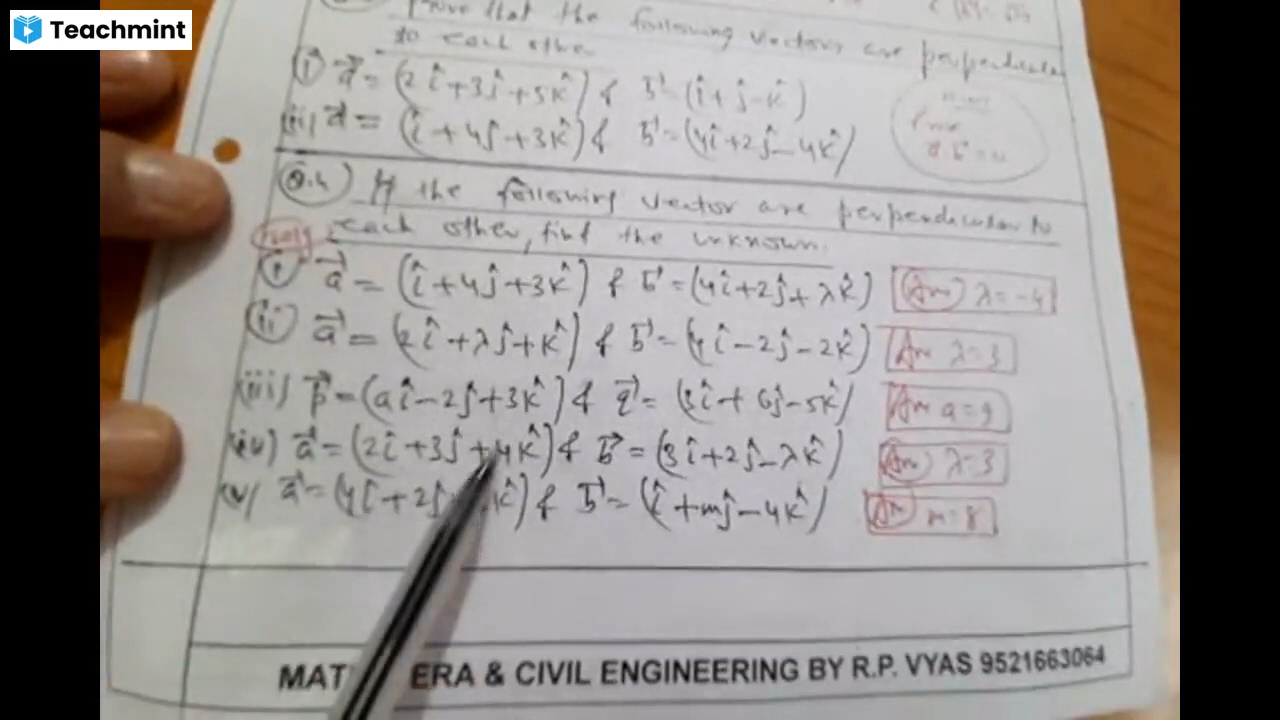 Teachmint
Prove that the following vectors are perpendicular
to each other
(i) a⃗ = (2î+3ĵ+5k̂) & b⃗ = (î+ĵ-k̂)
(ii) a⃗ = (î+4ĵ+3k̂) & b⃗ = (4î+2ĵ-4k̂)
Prove
a⃗.b⃗ = 0
Q.4) If the following vector are perpendicular to
each other, find the unknown.
(i) a⃗ = (î+4ĵ+3k̂) & b⃗ = (4î+2ĵ+λk̂) (Ans) λ=-4
(ii) a⃗ = (2î+λĵ+k̂) & b⃗ = (4î-2ĵ-2k̂) Ans λ=3
(iii) p⃗ = (aî-2ĵ+3k̂) & q⃗ = (3î+6ĵ-5k̂) Ans a=9
(iv) a⃗ = (2î+3ĵ+4k̂) & b⃗ = (3î+2ĵ-λk̂) (Ans) λ=3
(v) a⃗ = (4î+2ĵ k̂) & b⃗ = (î+mĵ-4k̂) (Ans) m=8
MAT ERA & CIVIL ENGINEERING BY R.P. VYAS 9521663064